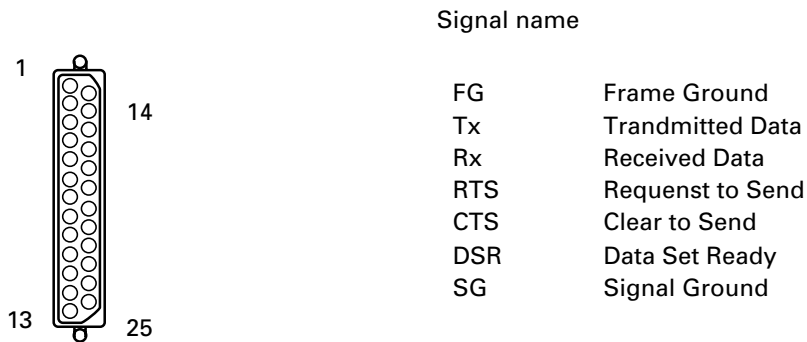 Signal name
1
14
13
25
FG Frame Ground
Tx Trandmitted Data
Rx Received Data
RTS Requenst to Send
CTS Clear to Send
DSR Data Set Ready
SG Signal Ground